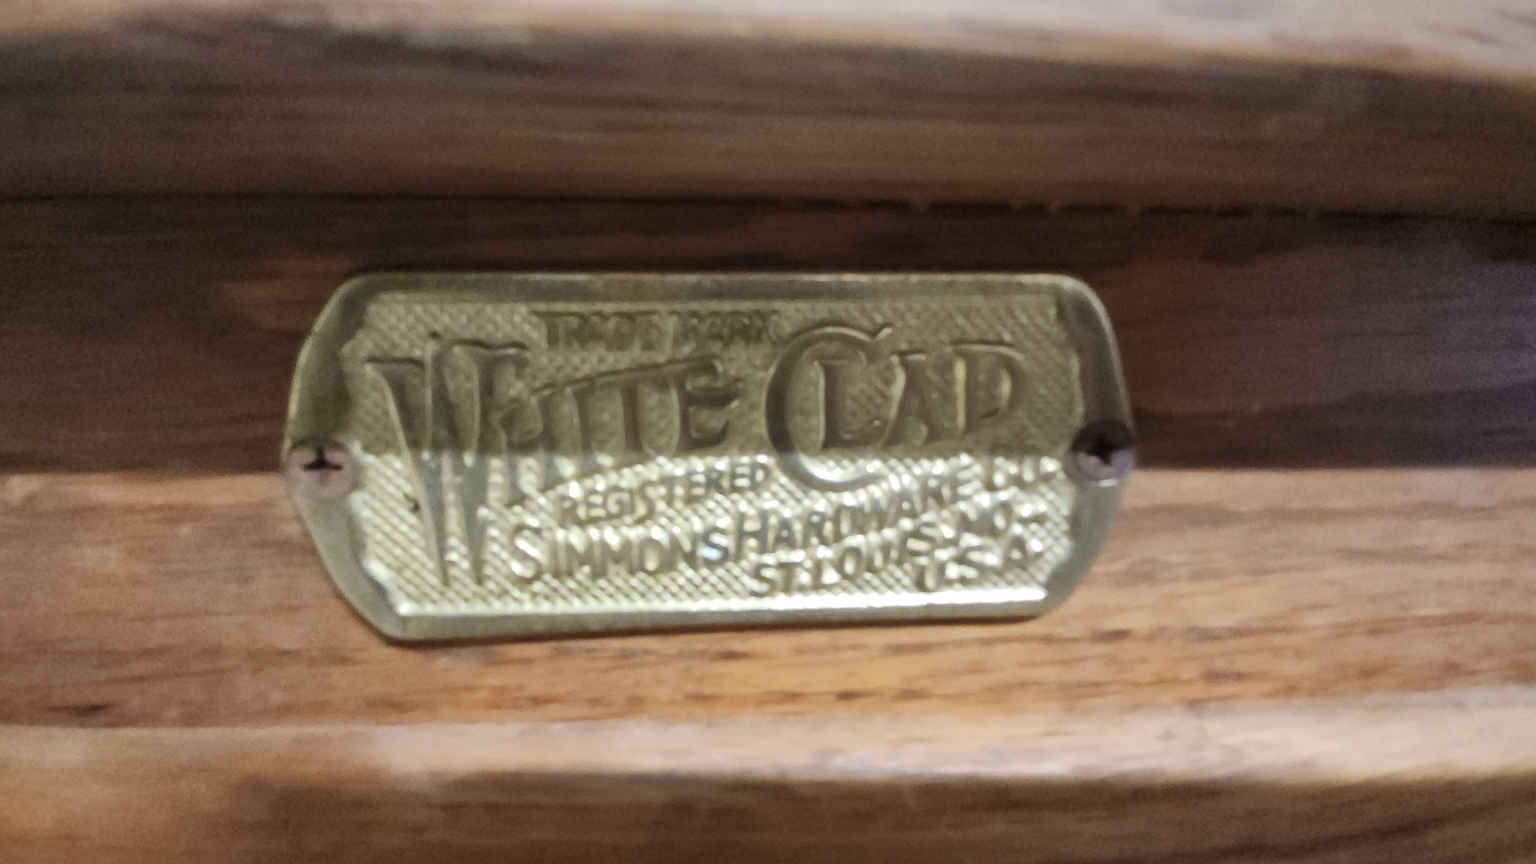 TRADE MARK
WHITE CLAD
REGISTERED
SIMMONS HARDWARE CO.
ST. LOUIS, MO.
U.S.A.